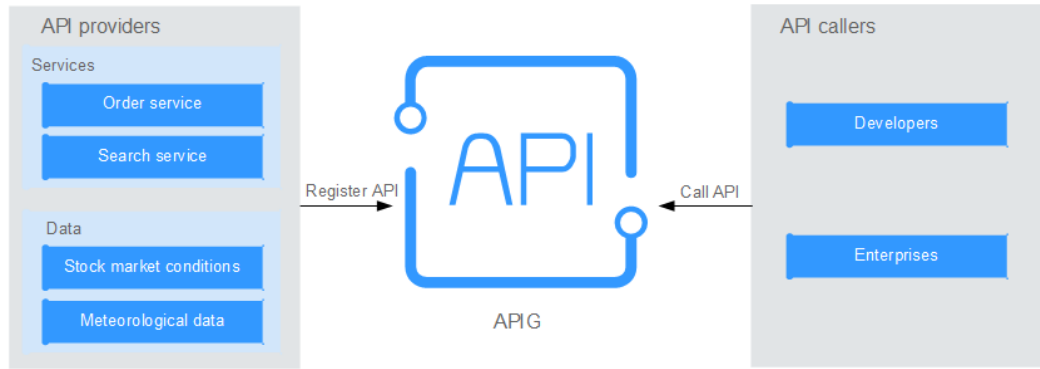 API providers
Services
Order service
Search service
Data
Stock market conditions
Meteorological data
Register API
API
APIG
Call API
API callers
Developers
Enterprises